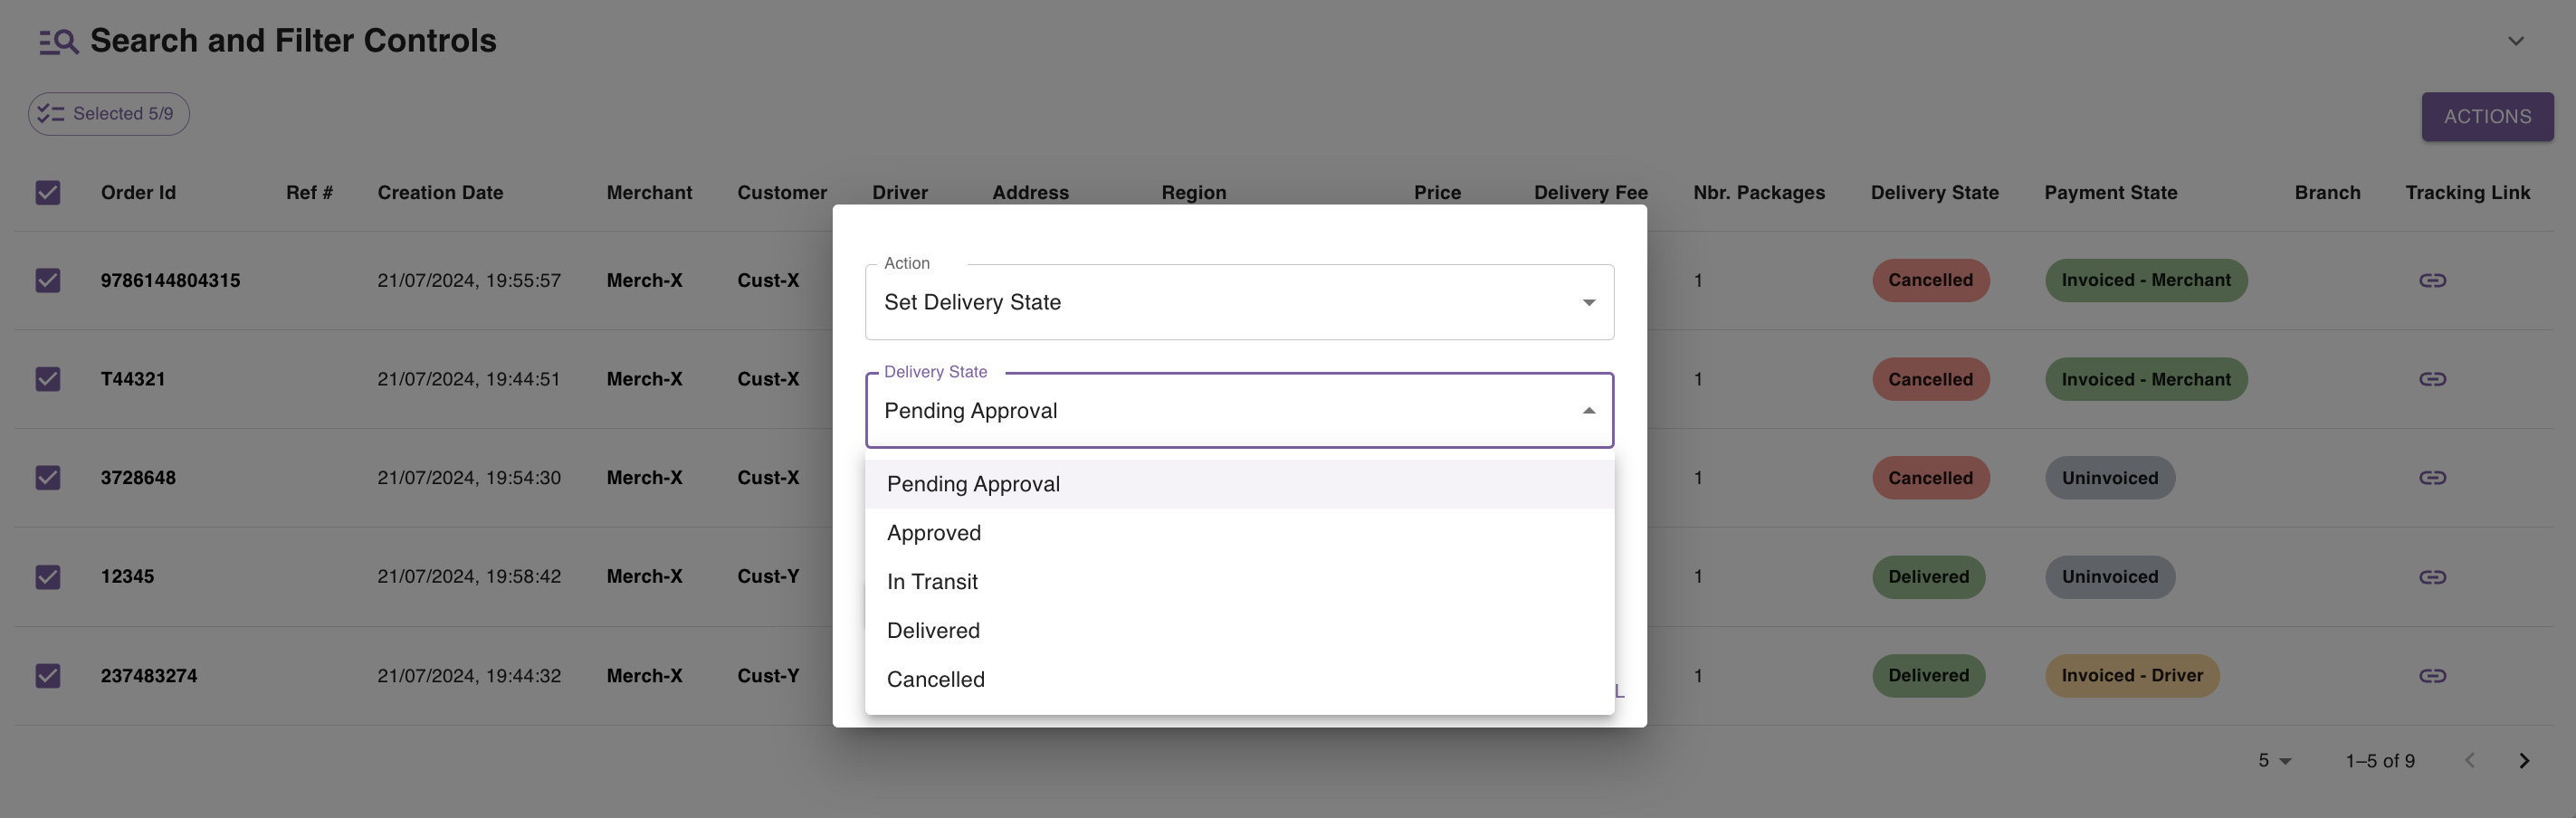 Search and Filter Controls
Selected 5/9
ACTIONS
Order Id Ref # Creation Date Merchant Customer Driver Address Region Price Delivery Fee Nbr. Packages Delivery State Payment State Branch Tracking Link
9786144804315 21/07/2024, 19:55:57 Merch-X Cust-X 1 Cancelled Invoiced - Merchant
T44321 21/07/2024, 19:44:51 Merch-X Cust-X 1 Cancelled Invoiced - Merchant
3728648 21/07/2024, 19:54:30 Merch-X Cust-X 1 Cancelled Uninvoiced
12345 21/07/2024, 19:58:42 Merch-X Cust-Y 1 Delivered Uninvoiced
237483274 21/07/2024, 19:44:32 Merch-X Cust-Y 1 Delivered Invoiced - Driver
Action
Set Delivery State
Delivery State
Pending Approval
Pending Approval
Approved
In Transit
Delivered
Cancelled
5 1–5 of 9